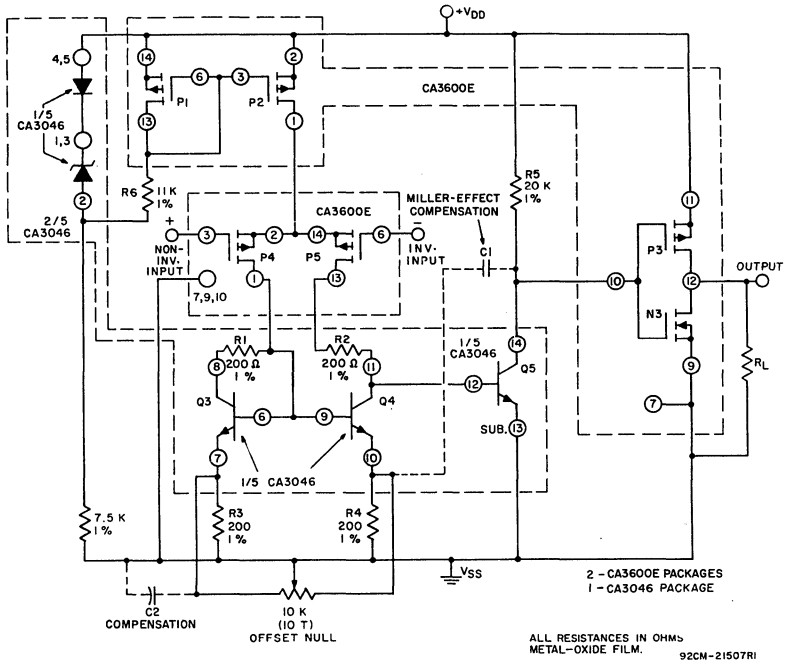 +VDD
14
2
4,5
6
3
P1
P2
CA3600E
1/5
CA3046
1,3
13
1
R5
20 K
1%
2
R6
11K
1%
MILLER-EFFECT
COMPENSATION
11
2/5
CA3046
CA3600E
+
3
2
14
6
−
P3
NON-
INV.
INPUT
P4
P5
INV.
INPUT
C1
OUTPUT
7,9,10
1
13
10
12
N3
R1
200 Ω
1 %
R2
200 Ω
1 %
1/5
CA3046
14
8
11
Q5
9
RL
Q3
Q4
12
6
9
7
SUB.
13
7
10
1/5 CA3046
7.5 K
1%
R3
200
1%
R4
200
1%
VSS
C2
COMPENSATION
10 K
(10 T)
OFFSET NULL
2 - CA3600E PACKAGES
1 - CA3046 PACKAGE
ALL RESISTANCES IN OHMS
METAL-OXIDE FILM.
92CM-21507R1